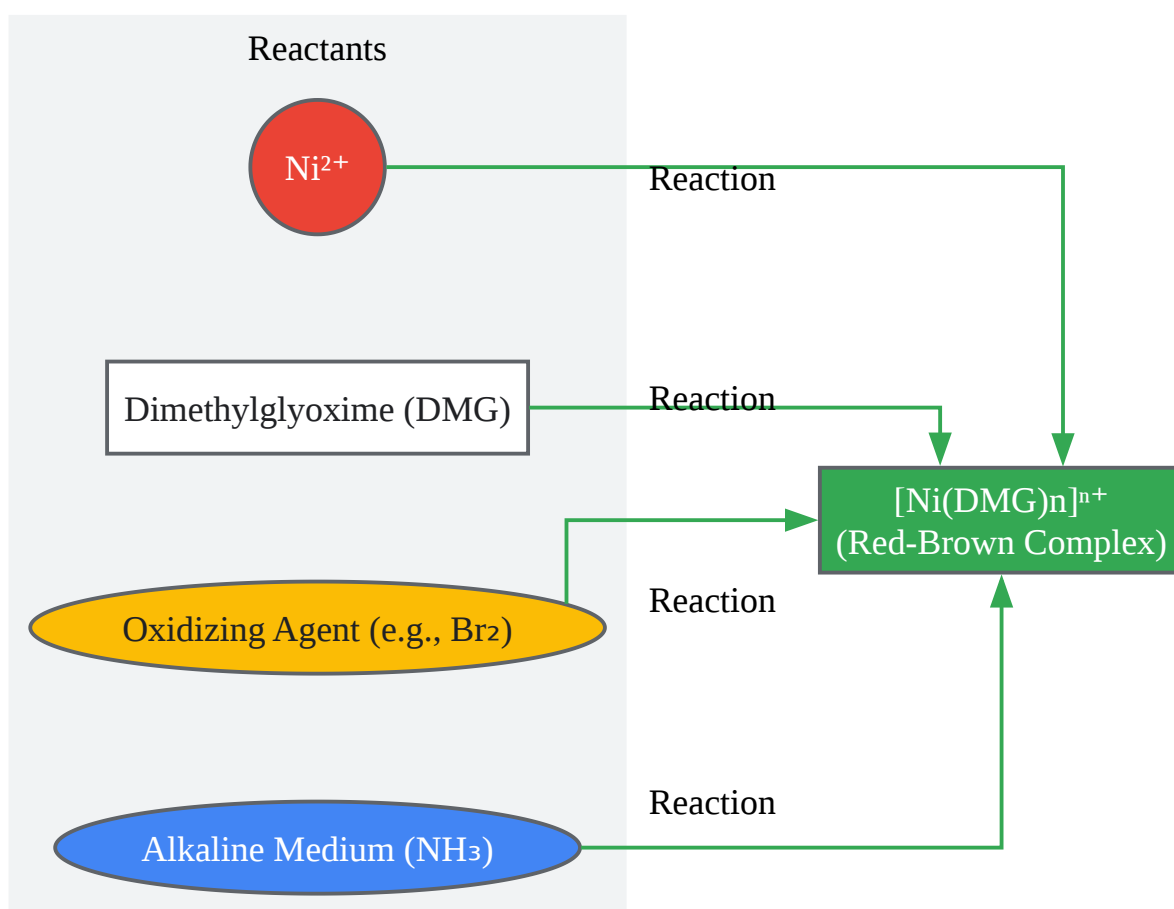 Reactants
Ni²⁺
Reaction
Dimethylglyoxime (DMG)
Reaction
[Ni(DMG)n]ⁿ⁺
(Red-Brown Complex)
Oxidizing Agent (e.g., Br₂)
Reaction
Alkaline Medium (NH₃)
Reaction